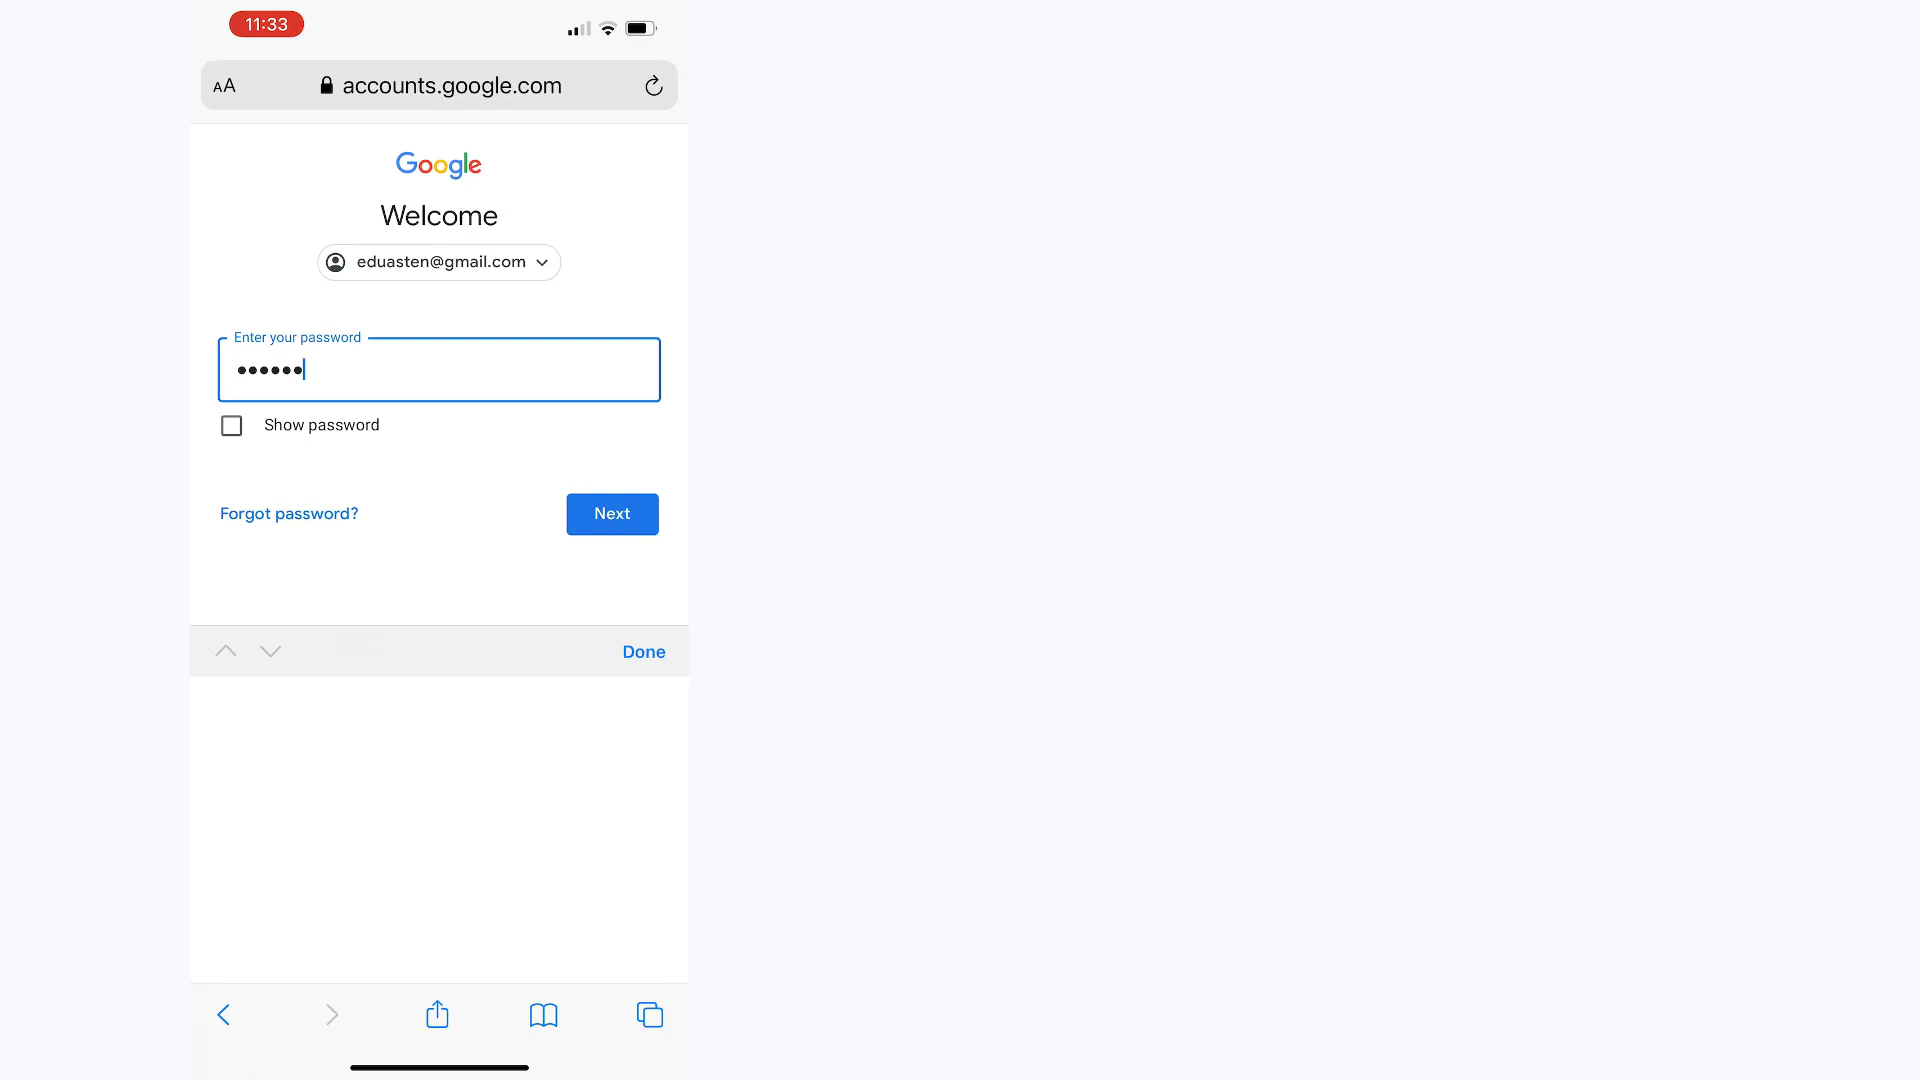 11:33
AA
accounts.google.com
Google
Welcome
eduasten@gmail.com
Enter your password
••••••
Show password
Forgot password?
Next
Done